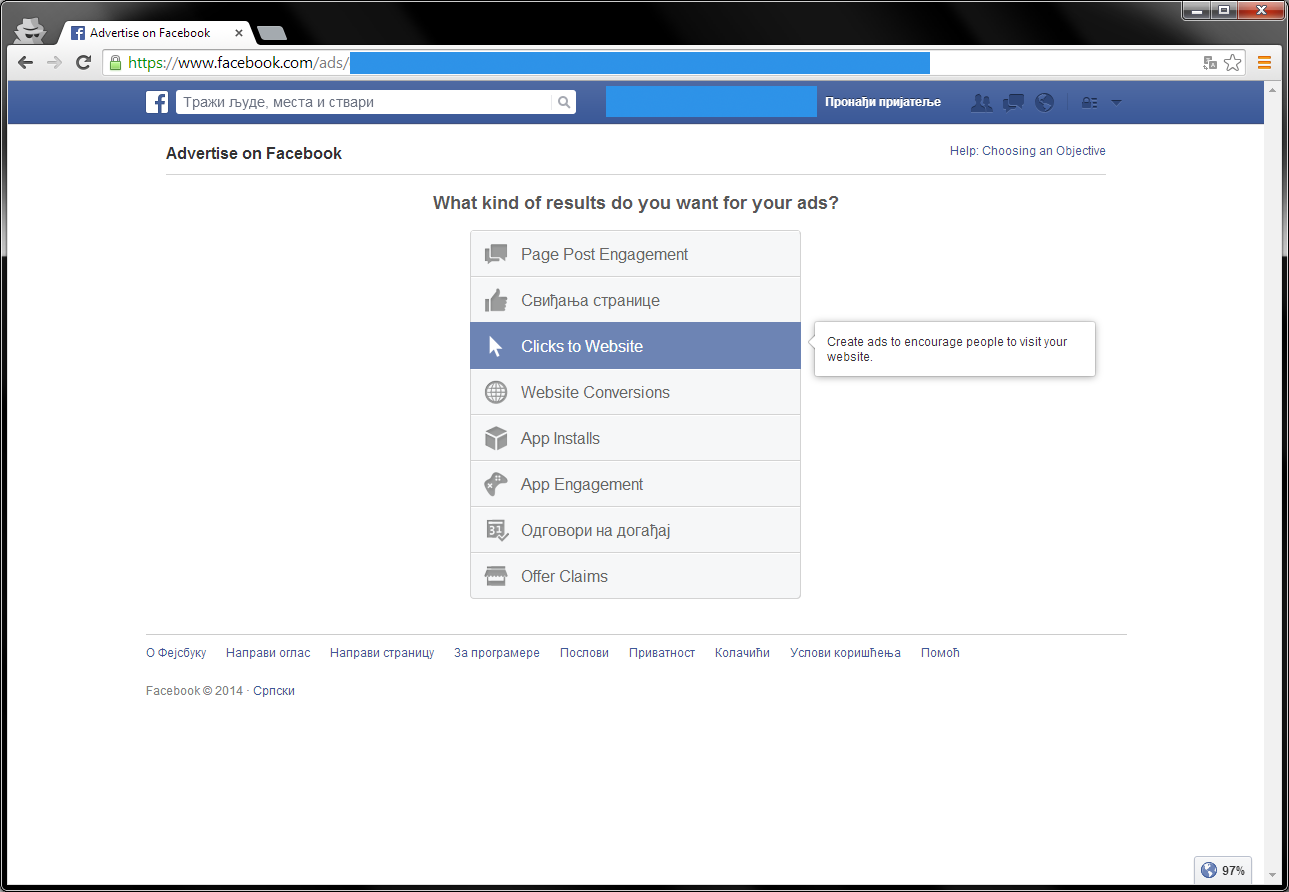 Advertise on Facebook
https://www.facebook.com/ads/
Тражи људе, места и ствари
Пронађи пријатеље
Advertise on Facebook
Help: Choosing an Objective
What kind of results do you want for your ads?
Page Post Engagement
Свиђања странице
Clicks to Website
Create ads to encourage people to visit your
website.
Website Conversions
App Installs
App Engagement
31
Одговори на догађај
Offer Claims
О Фејсбуку Направи оглас Направи страницу За програмере Послови Приватност Колачићи Услови коришћења Помоћ
Facebook © 2014 · Српски
97%